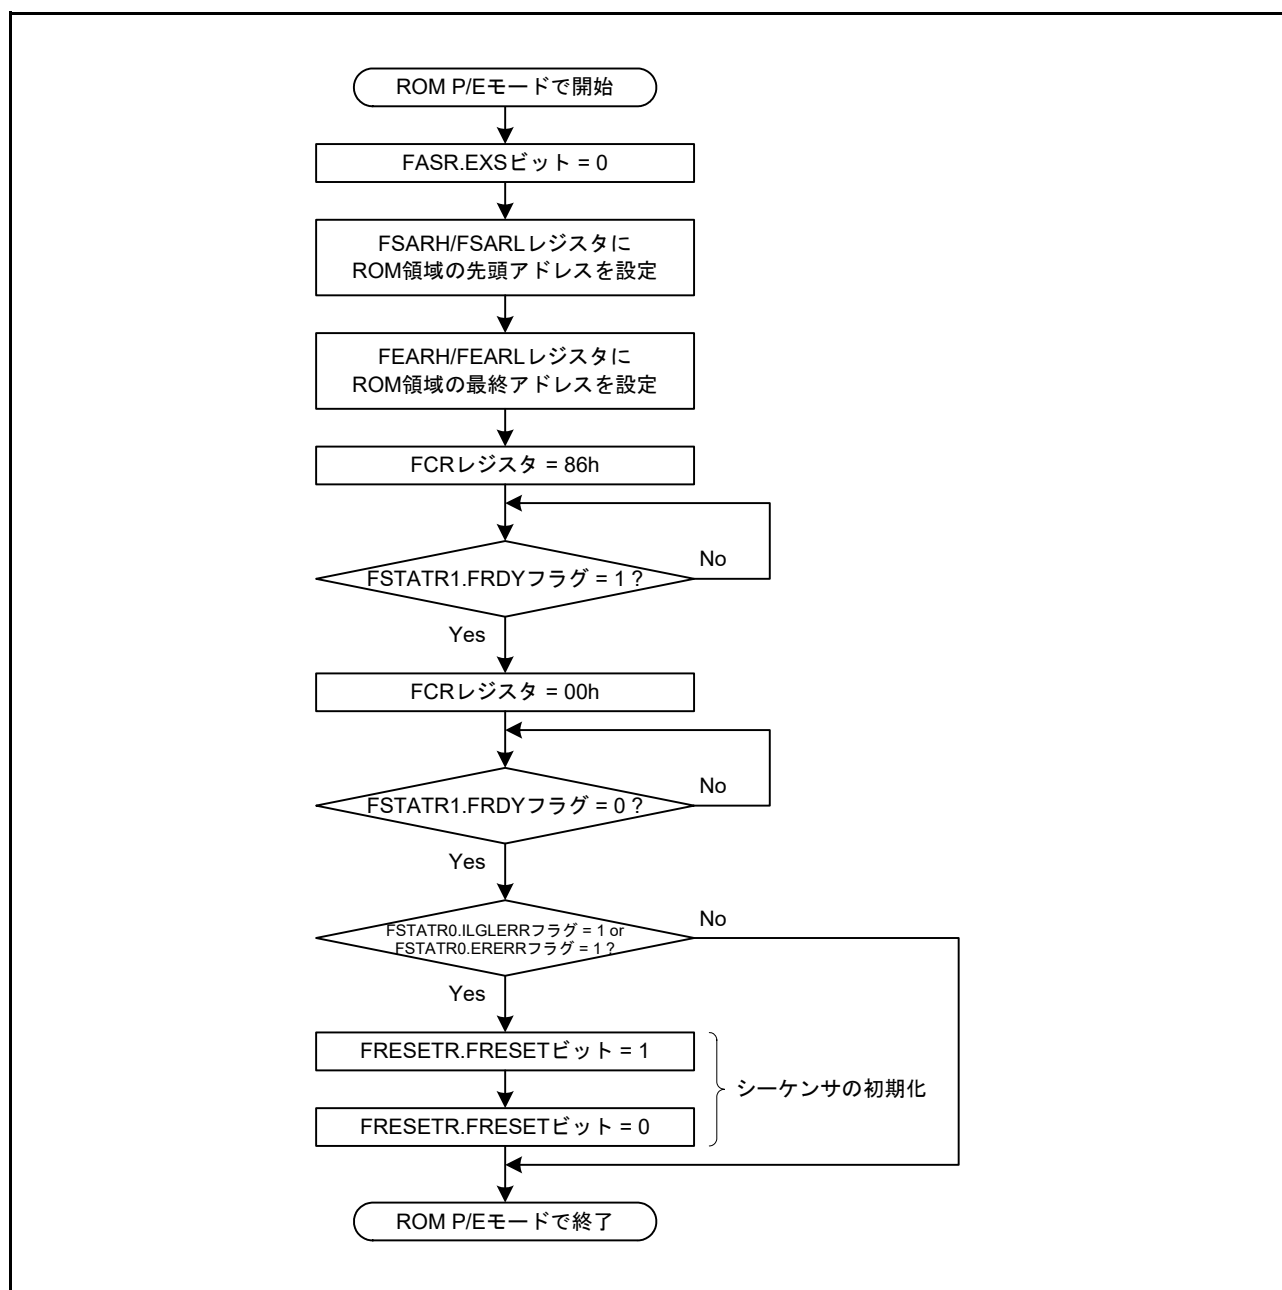 ROM P/Eモードで開始
FASR.EXSビット = 0
FSARH/FSARLレジスタに
ROM領域の先頭アドレスを設定
FEARH/FEARLレジスタに
ROM領域の最終アドレスを設定
FCRレジスタ = 86h
FSTATR1.FRDYフラグ = 1 ?
No
Yes
FCRレジスタ = 00h
FSTATR1.FRDYフラグ = 0 ?
No
Yes
FSTATR0.ILGLERRフラグ = 1 or
FSTATR0.ERERRフラグ = 1 ?
No
Yes
FRESETR.FRESETビット = 1
FRESETR.FRESETビット = 0
シーケンサの初期化
ROM P/Eモードで終了